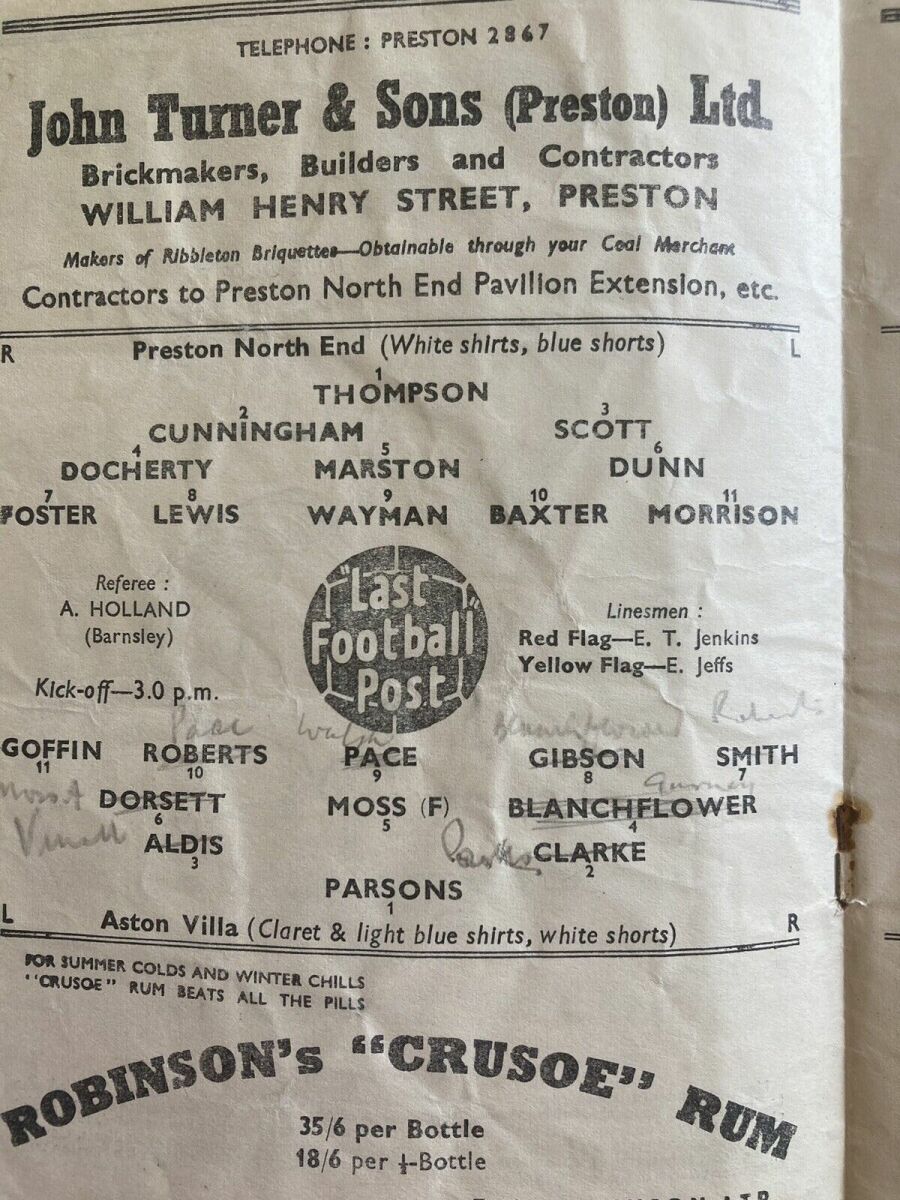 TELEPHONE : PRESTON 2867
John Turner & Sons (Preston) Ltd.
Brickmakers, Builders and Contractors
WILLIAM HENRY STREET, PRESTON
Makers of Ribbleton Briquettes—Obtainable through your Coal Merchant
Contractors to Preston North End Pavilion Extension, etc.
R Preston North End (White shirts, blue shorts) L
1
THOMPSON
2 3
CUNNINGHAM SCOTT
4 5 6
DOCHERTY MARSTON DUNN
7 8 9 10 11
FOSTER LEWIS WAYMAN BAXTER MORRISON
"Last
Football
Post"
Referee :
A. HOLLAND
(Barnsley)
Kick-off—3.0 p.m.
Linesmen :
Red Flag—E. T. Jenkins
Yellow Flag—E. Jeffs
Pace Walsh Blanchflower Roberts
GOFFIN ROBERTS PACE GIBSON SMITH
11 10 9 8 7
DORSETT MOSS (F) BLANCHFLOWER
6 5 4
Parkes
ALDIS CLARKE
3 2
PARSONS
1
L Aston Villa (Claret & light blue shirts, white shorts) R
FOR SUMMER COLDS AND WINTER CHILLS
"CRUSOE" RUM BEATS ALL THE PILLS
ROBINSON's "CRUSOE" RUM
35/6 per Bottle
18/6 per ½-Bottle